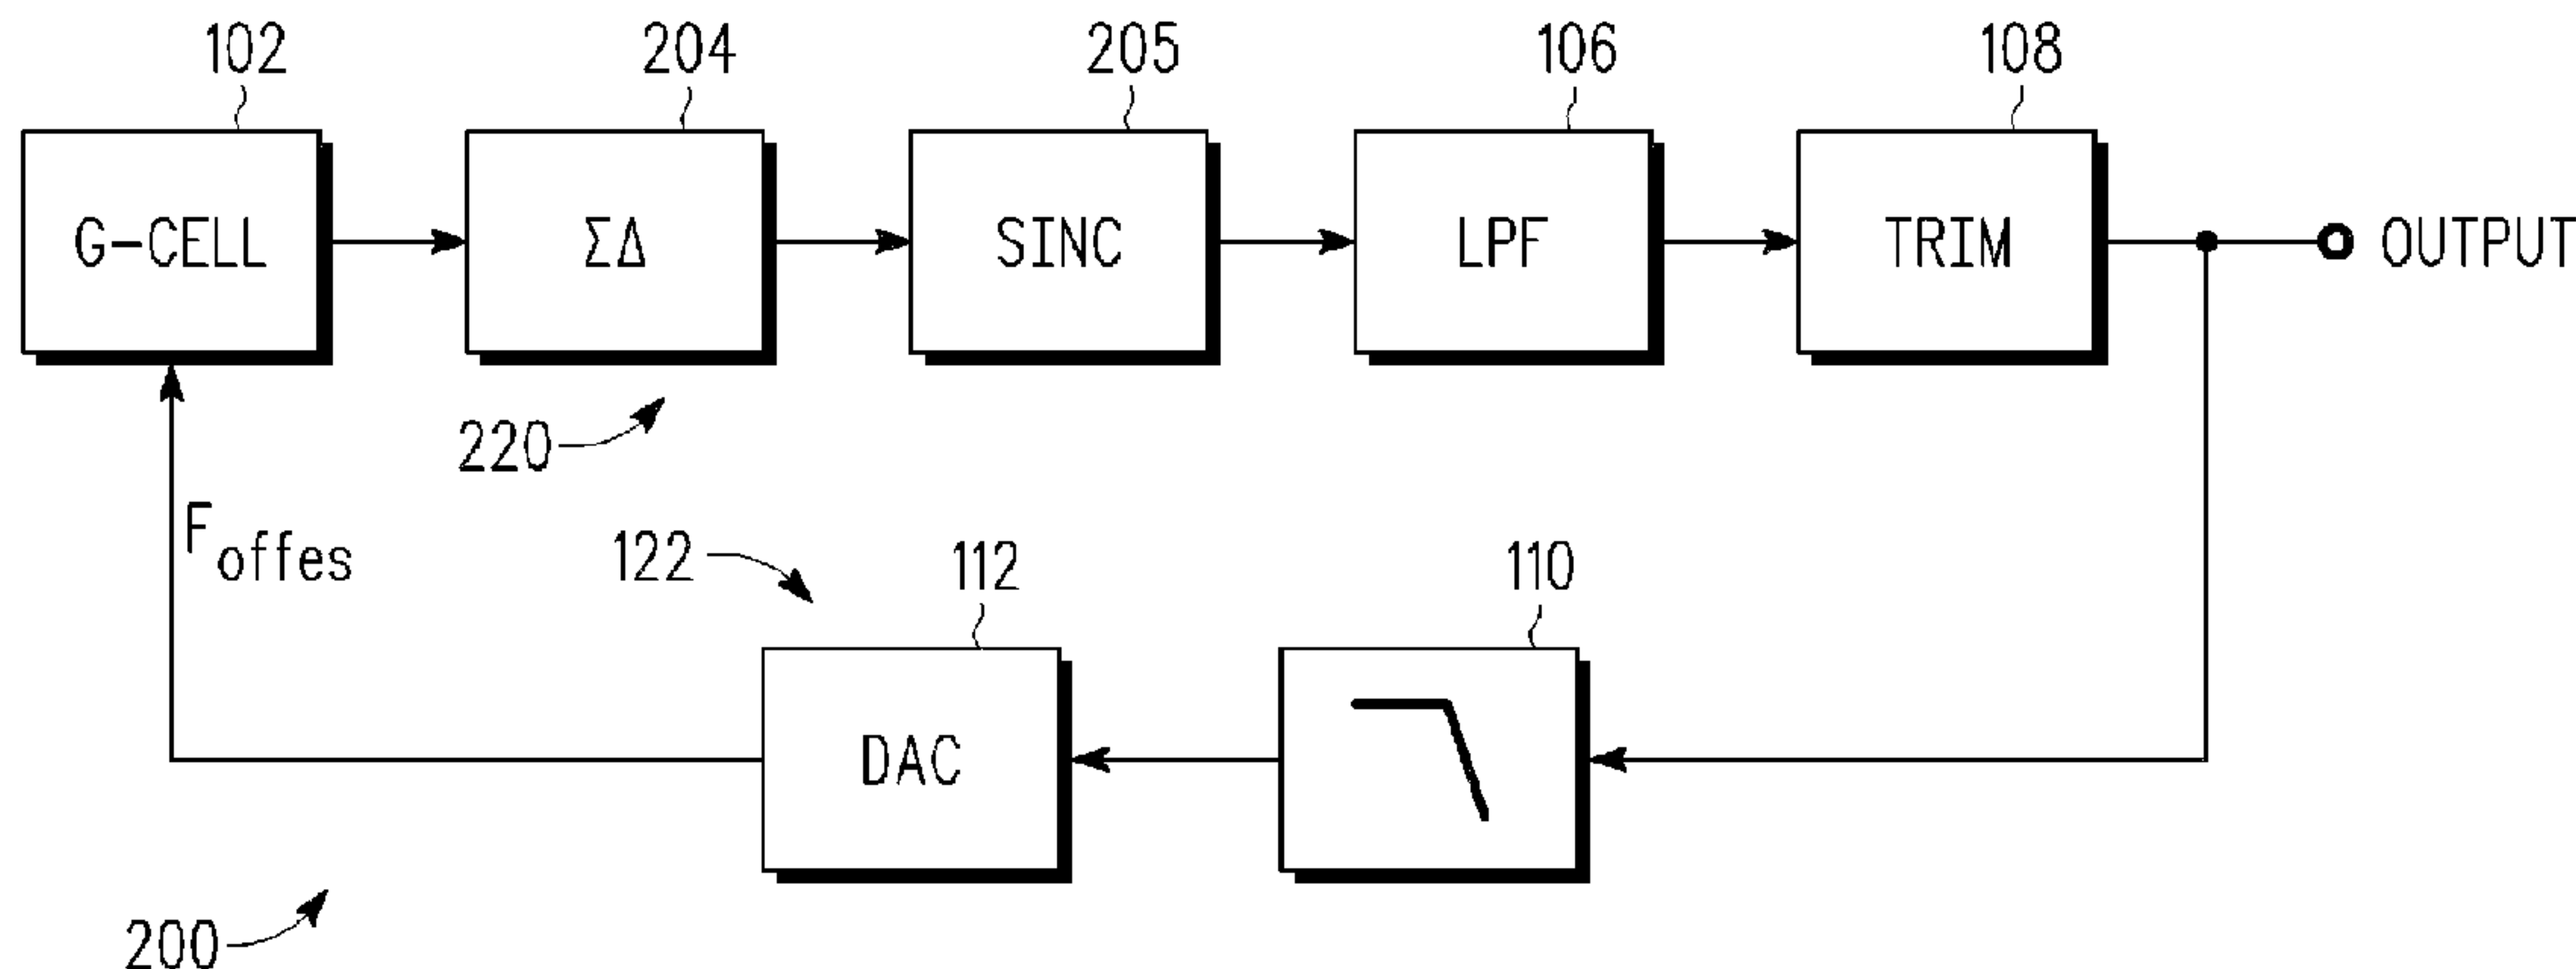 102
204
205
106
108
G-CELL
ΣΔ
SINC
LPF
TRIM
OUTPUT
220
F offes
122
112
110
DAC
200